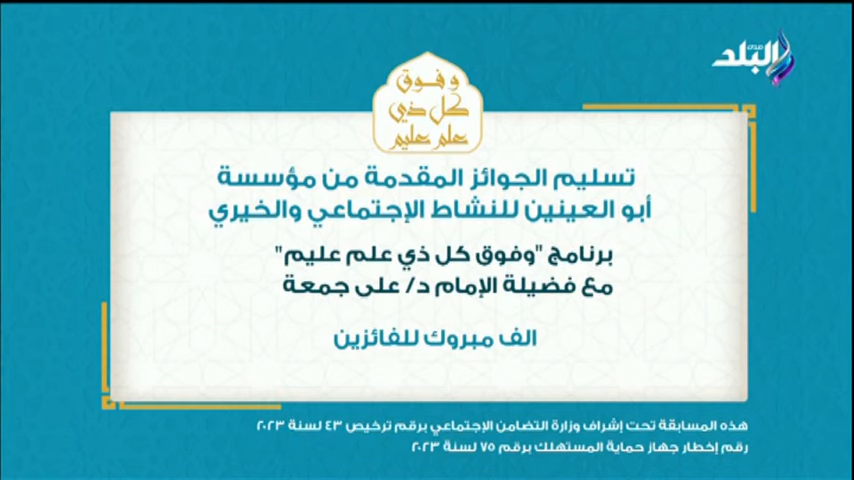 صدى
البلد
وفوق
كل ذي
علم عليم
تسليم الجوائز المقدمة من مؤسسة
أبو العينين للنشاط الإجتماعي والخيري
برنامج "وفوق كل ذي علم عليم"
مع فضيلة الإمام د/ على جمعة
الف مبروك للفائزين
هذه المسابقة تحت إشراف وزارة التضامن الإجتماعي برقم ترخيص ٤٣ لسنة ٢٠٢٣
رقم إخطار جهاز حماية المستهلك برقم ٧٥ لسنة ٢٠٢٣